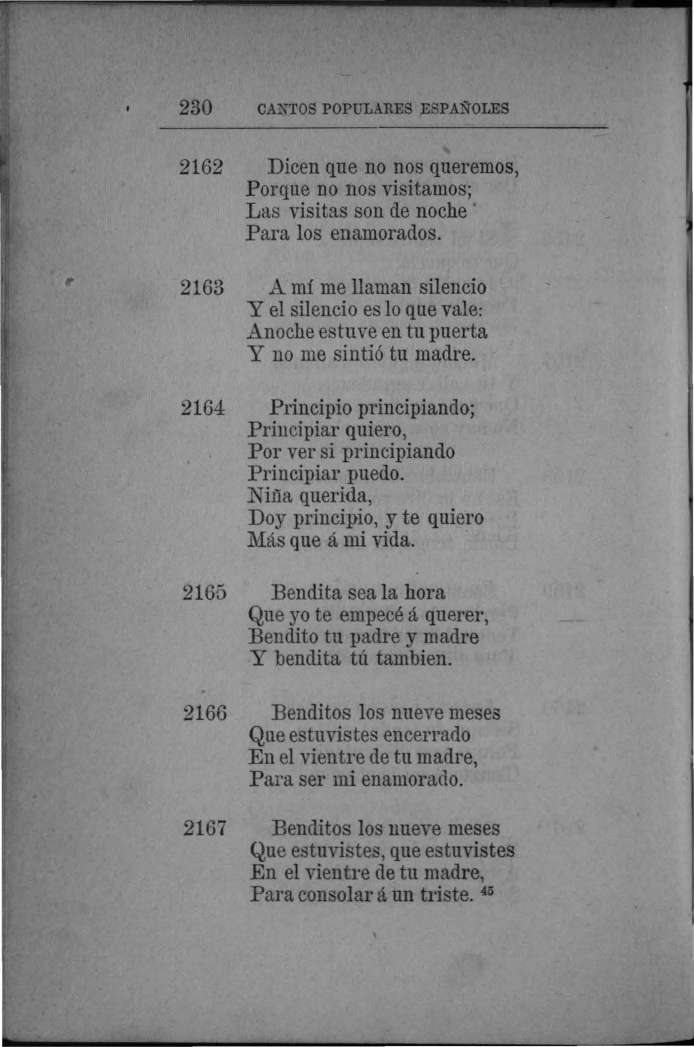 230 CANTOS POPULARES ESPAÑOLES
2162 Dicen que no nos queremos,
Porque no nos visitamos;
Las visitas son de noche
Para los enamorados.
2163 A mí me llaman silencio
Y el silencio es lo que vale:
Anoche estuve en tu puerta
Y no me sintió tu madre.
2164 Principio principiando;
Principiar quiero,
Por ver si principiando
Principiar puedo.
Niña querida,
Doy principio, y te quiero
Más que á mi vida.
2165 Bendita sea la hora
Que yo te empecé á querer,
Bendito tu padre y madre
Y bendita tú tambien.
2166 Benditos los nueve meses
Que estuvistes encerrado
En el vientre de tu madre,
Para ser mi enamorado.
2167 Benditos los nueve meses
Que estuvistes, que estuvistes
En el vientre de tu madre,
Para consolar á un triste. 45